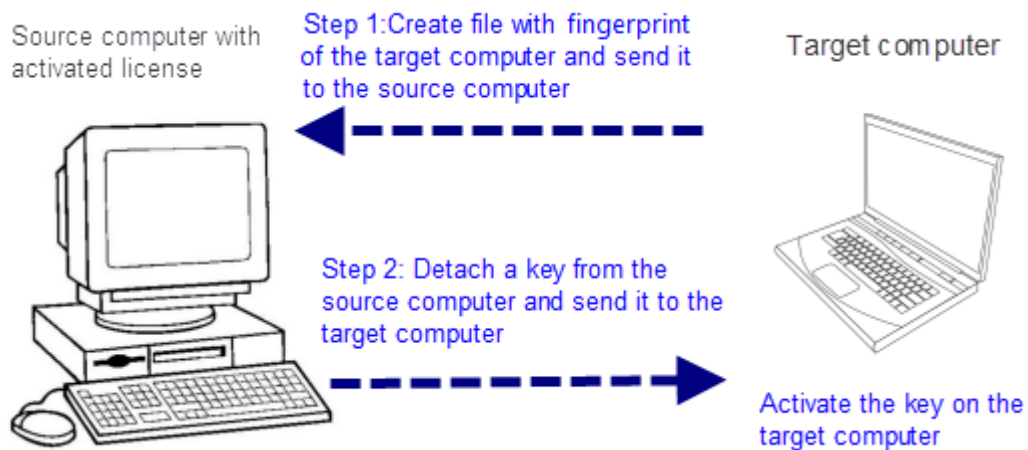 Source computer with
activated license
Step 1:Create file with fingerprint
of the target computer and send it
to the source computer
Target computer
Step 2: Detach a key from the
source computer and send it to the
target computer
Activate the key on the
target computer